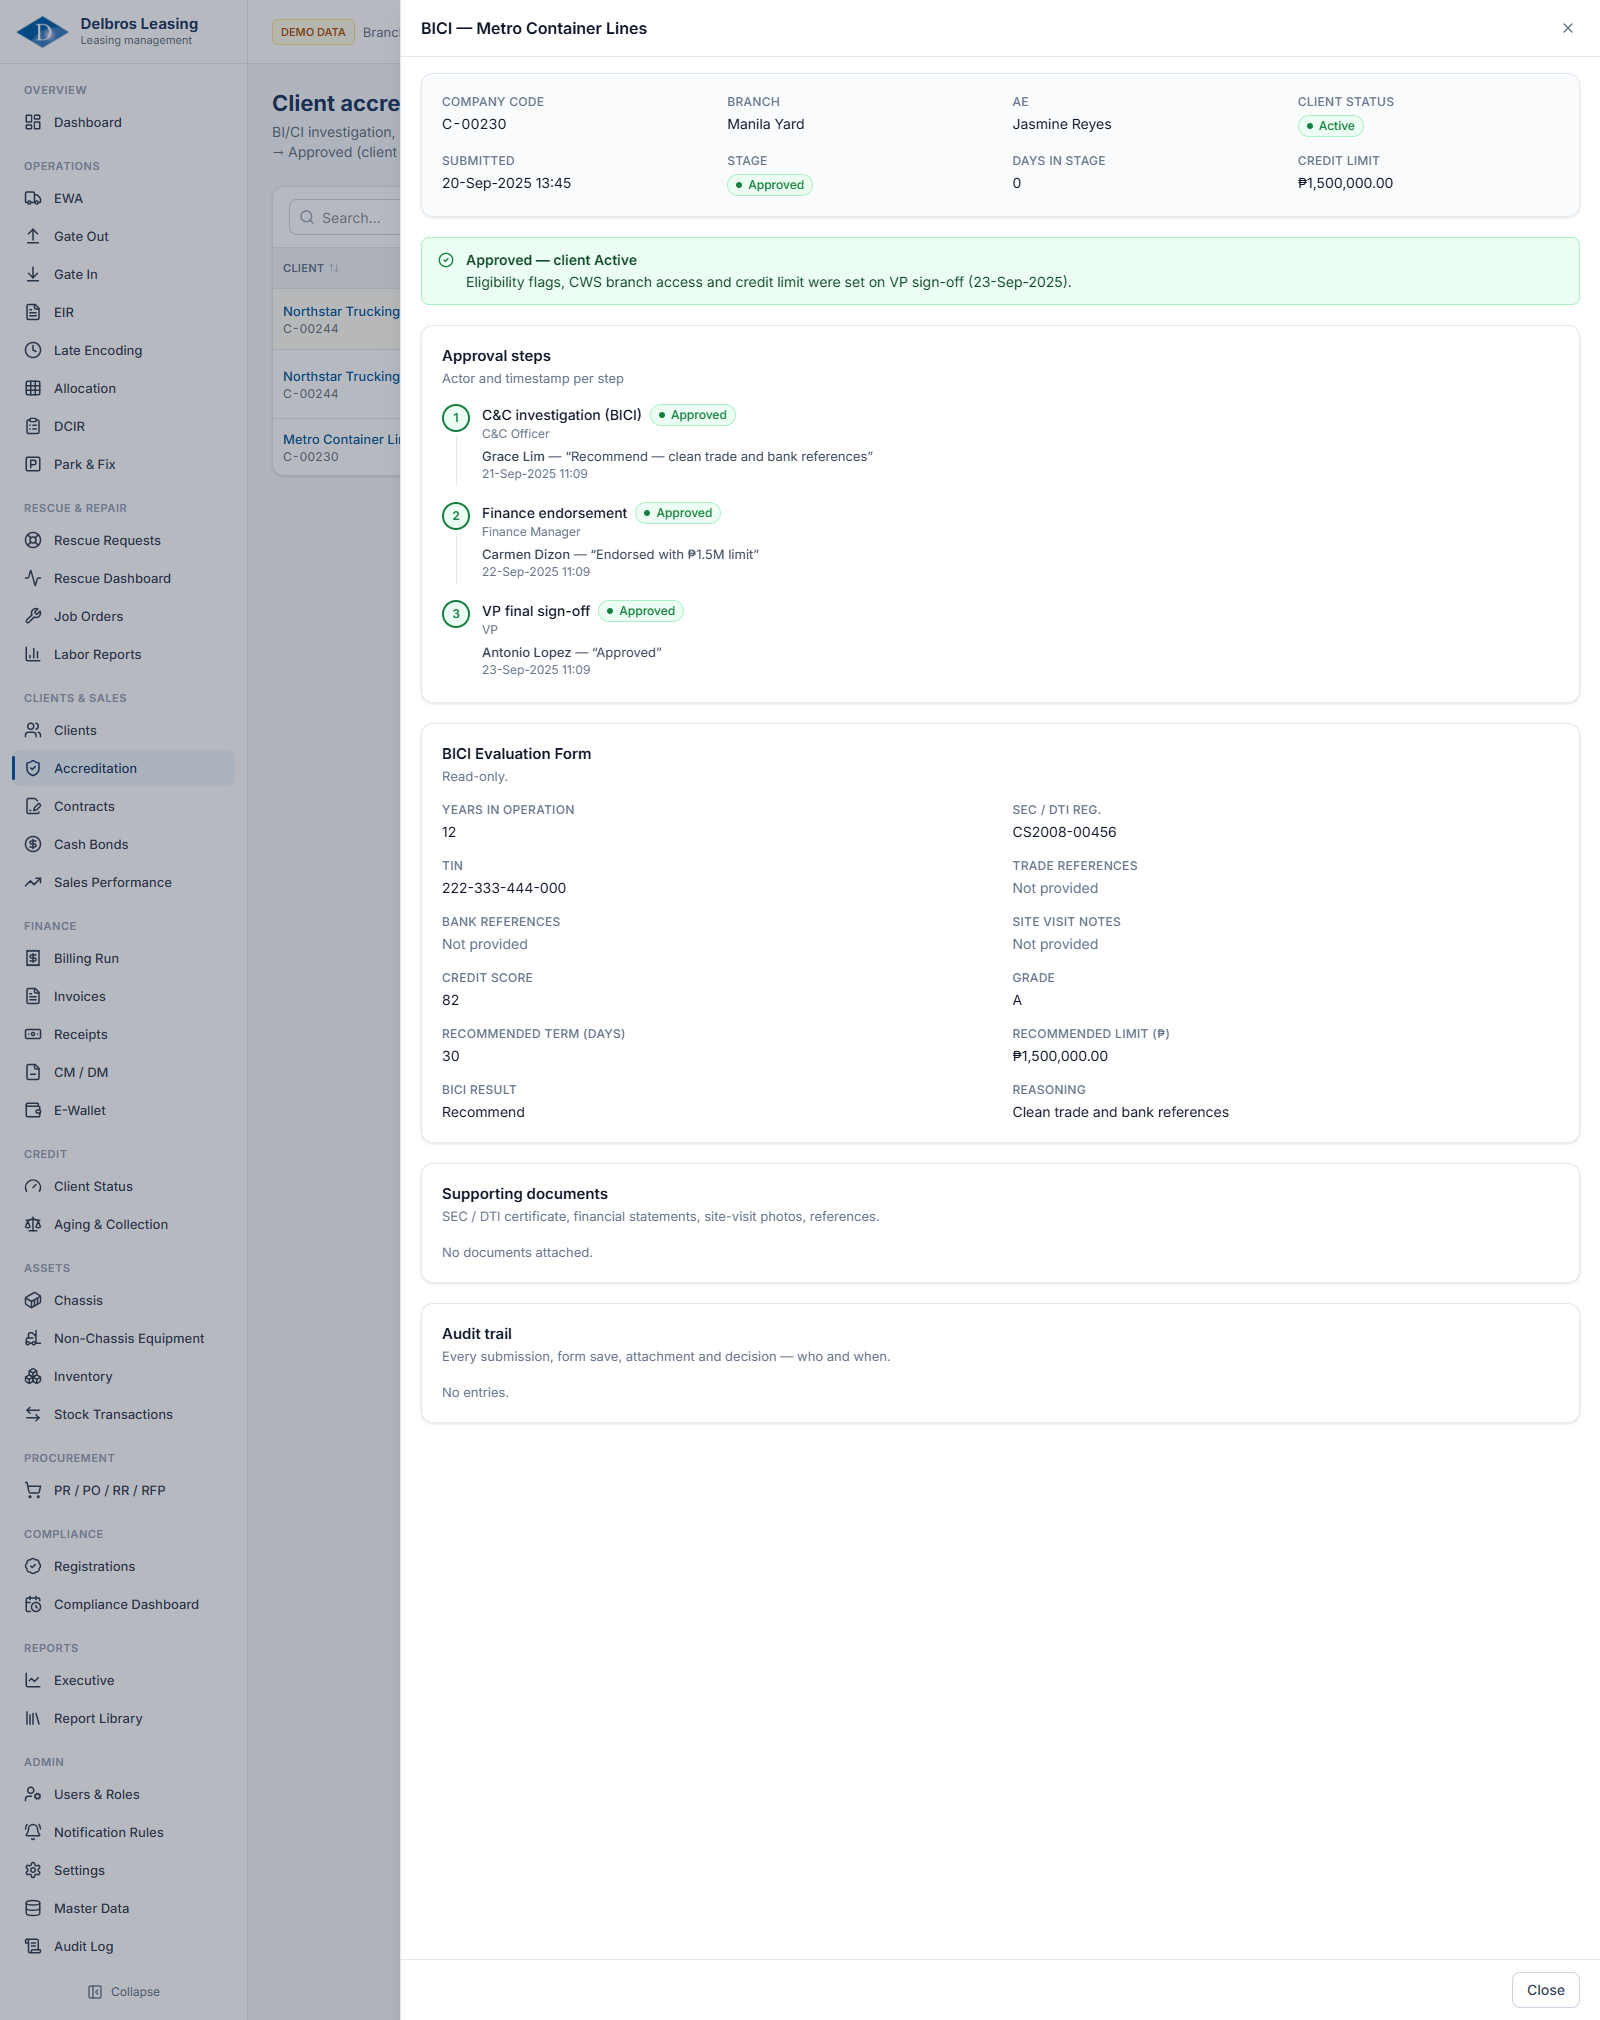 Delbros Leasing
Leasing management
OVERVIEW
Dashboard
OPERATIONS
EWA
Gate Out
Gate In
EIR
Late Encoding
Allocation
DCIR
Park & Fix
RESCUE & REPAIR
Rescue Requests
Rescue Dashboard
Job Orders
Labor Reports
CLIENTS & SALES
Clients
Accreditation
Contracts
Cash Bonds
Sales Performance
FINANCE
Billing Run
Invoices
Receipts
CM / DM
E-Wallet
CREDIT
Client Status
Aging & Collection
ASSETS
Chassis
Non-Chassis Equipment
Inventory
Stock Transactions
PROCUREMENT
PR / PO / RR / RFP
COMPLIANCE
Registrations
Compliance Dashboard
REPORTS
Executive
Report Library
ADMIN
Users & Roles
Notification Rules
Settings
Master Data
Audit Log
Collapse
DEMO DATA Branc
Client accre
BI/CI investigation,
→ Approved (client
Search...
CLIENT
Northstar Trucking
C-00244
Northstar Trucking
C-00244
Metro Container Li
C-00230
BICI — Metro Container Lines
COMPANY CODE BRANCH AE CLIENT STATUS
C-00230 Manila Yard Jasmine Reyes Active
SUBMITTED STAGE DAYS IN STAGE CREDIT LIMIT
20-Sep-2025 13:45 Approved 0 ₱1,500,000.00
Approved — client Active
Eligibility flags, CWS branch access and credit limit were set on VP sign-off (23-Sep-2025).
Approval steps
Actor and timestamp per step
1 C&C investigation (BICI) Approved
C&C Officer
Grace Lim — “Recommend — clean trade and bank references”
21-Sep-2025 11:09
2 Finance endorsement Approved
Finance Manager
Carmen Dizon — “Endorsed with ₱1.5M limit”
22-Sep-2025 11:09
3 VP final sign-off Approved
VP
Antonio Lopez — “Approved”
23-Sep-2025 11:09
BICI Evaluation Form
Read-only.
YEARS IN OPERATION SEC / DTI REG.
12 CS2008-00456
TIN TRADE REFERENCES
222-333-444-000 Not provided
BANK REFERENCES SITE VISIT NOTES
Not provided Not provided
CREDIT SCORE GRADE
82 A
RECOMMENDED TERM (DAYS) RECOMMENDED LIMIT (₱)
30 ₱1,500,000.00
BICI RESULT REASONING
Recommend Clean trade and bank references
Supporting documents
SEC / DTI certificate, financial statements, site-visit photos, references.
No documents attached.
Audit trail
Every submission, form save, attachment and decision — who and when.
No entries.
Close